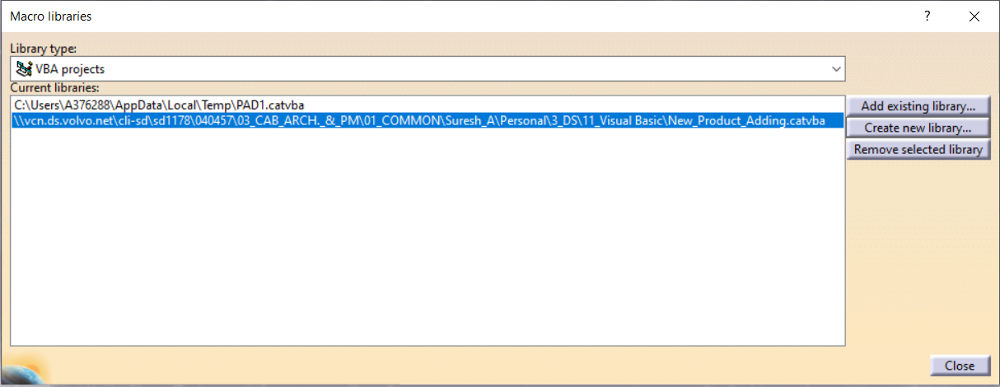 Macro libraries
?
Library type:
VBA projects
Current libraries:
C:\Users\A376288\AppData\Local\Temp\PAD1.catvba
\\vcn.ds.volvo.net\cli-sd\sd1178\040457\03_CAB_ARCH._&_PM\01_COMMON\Suresh_A\Personal\3_DS\11_Visual Basic\New_Product_Adding.catvba
Add existing library...
Create new library...
Remove selected library
Close